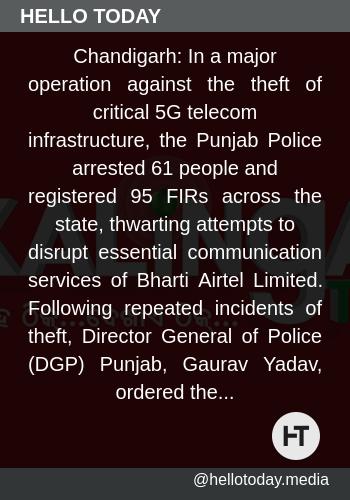 HELLO TODAY
Chandigarh: In a major
operation against the theft of
critical 5G telecom
infrastructure, the Punjab Police
arrested 61 people and
registered 95 FIRs across the
state, thwarting attempts to
disrupt essential communication
services of Bharti Airtel Limited.
Following repeated incidents of
theft, Director General of Police
(DGP) Punjab, Gaurav Yadav,
ordered the...
HT
@hellotoday.media